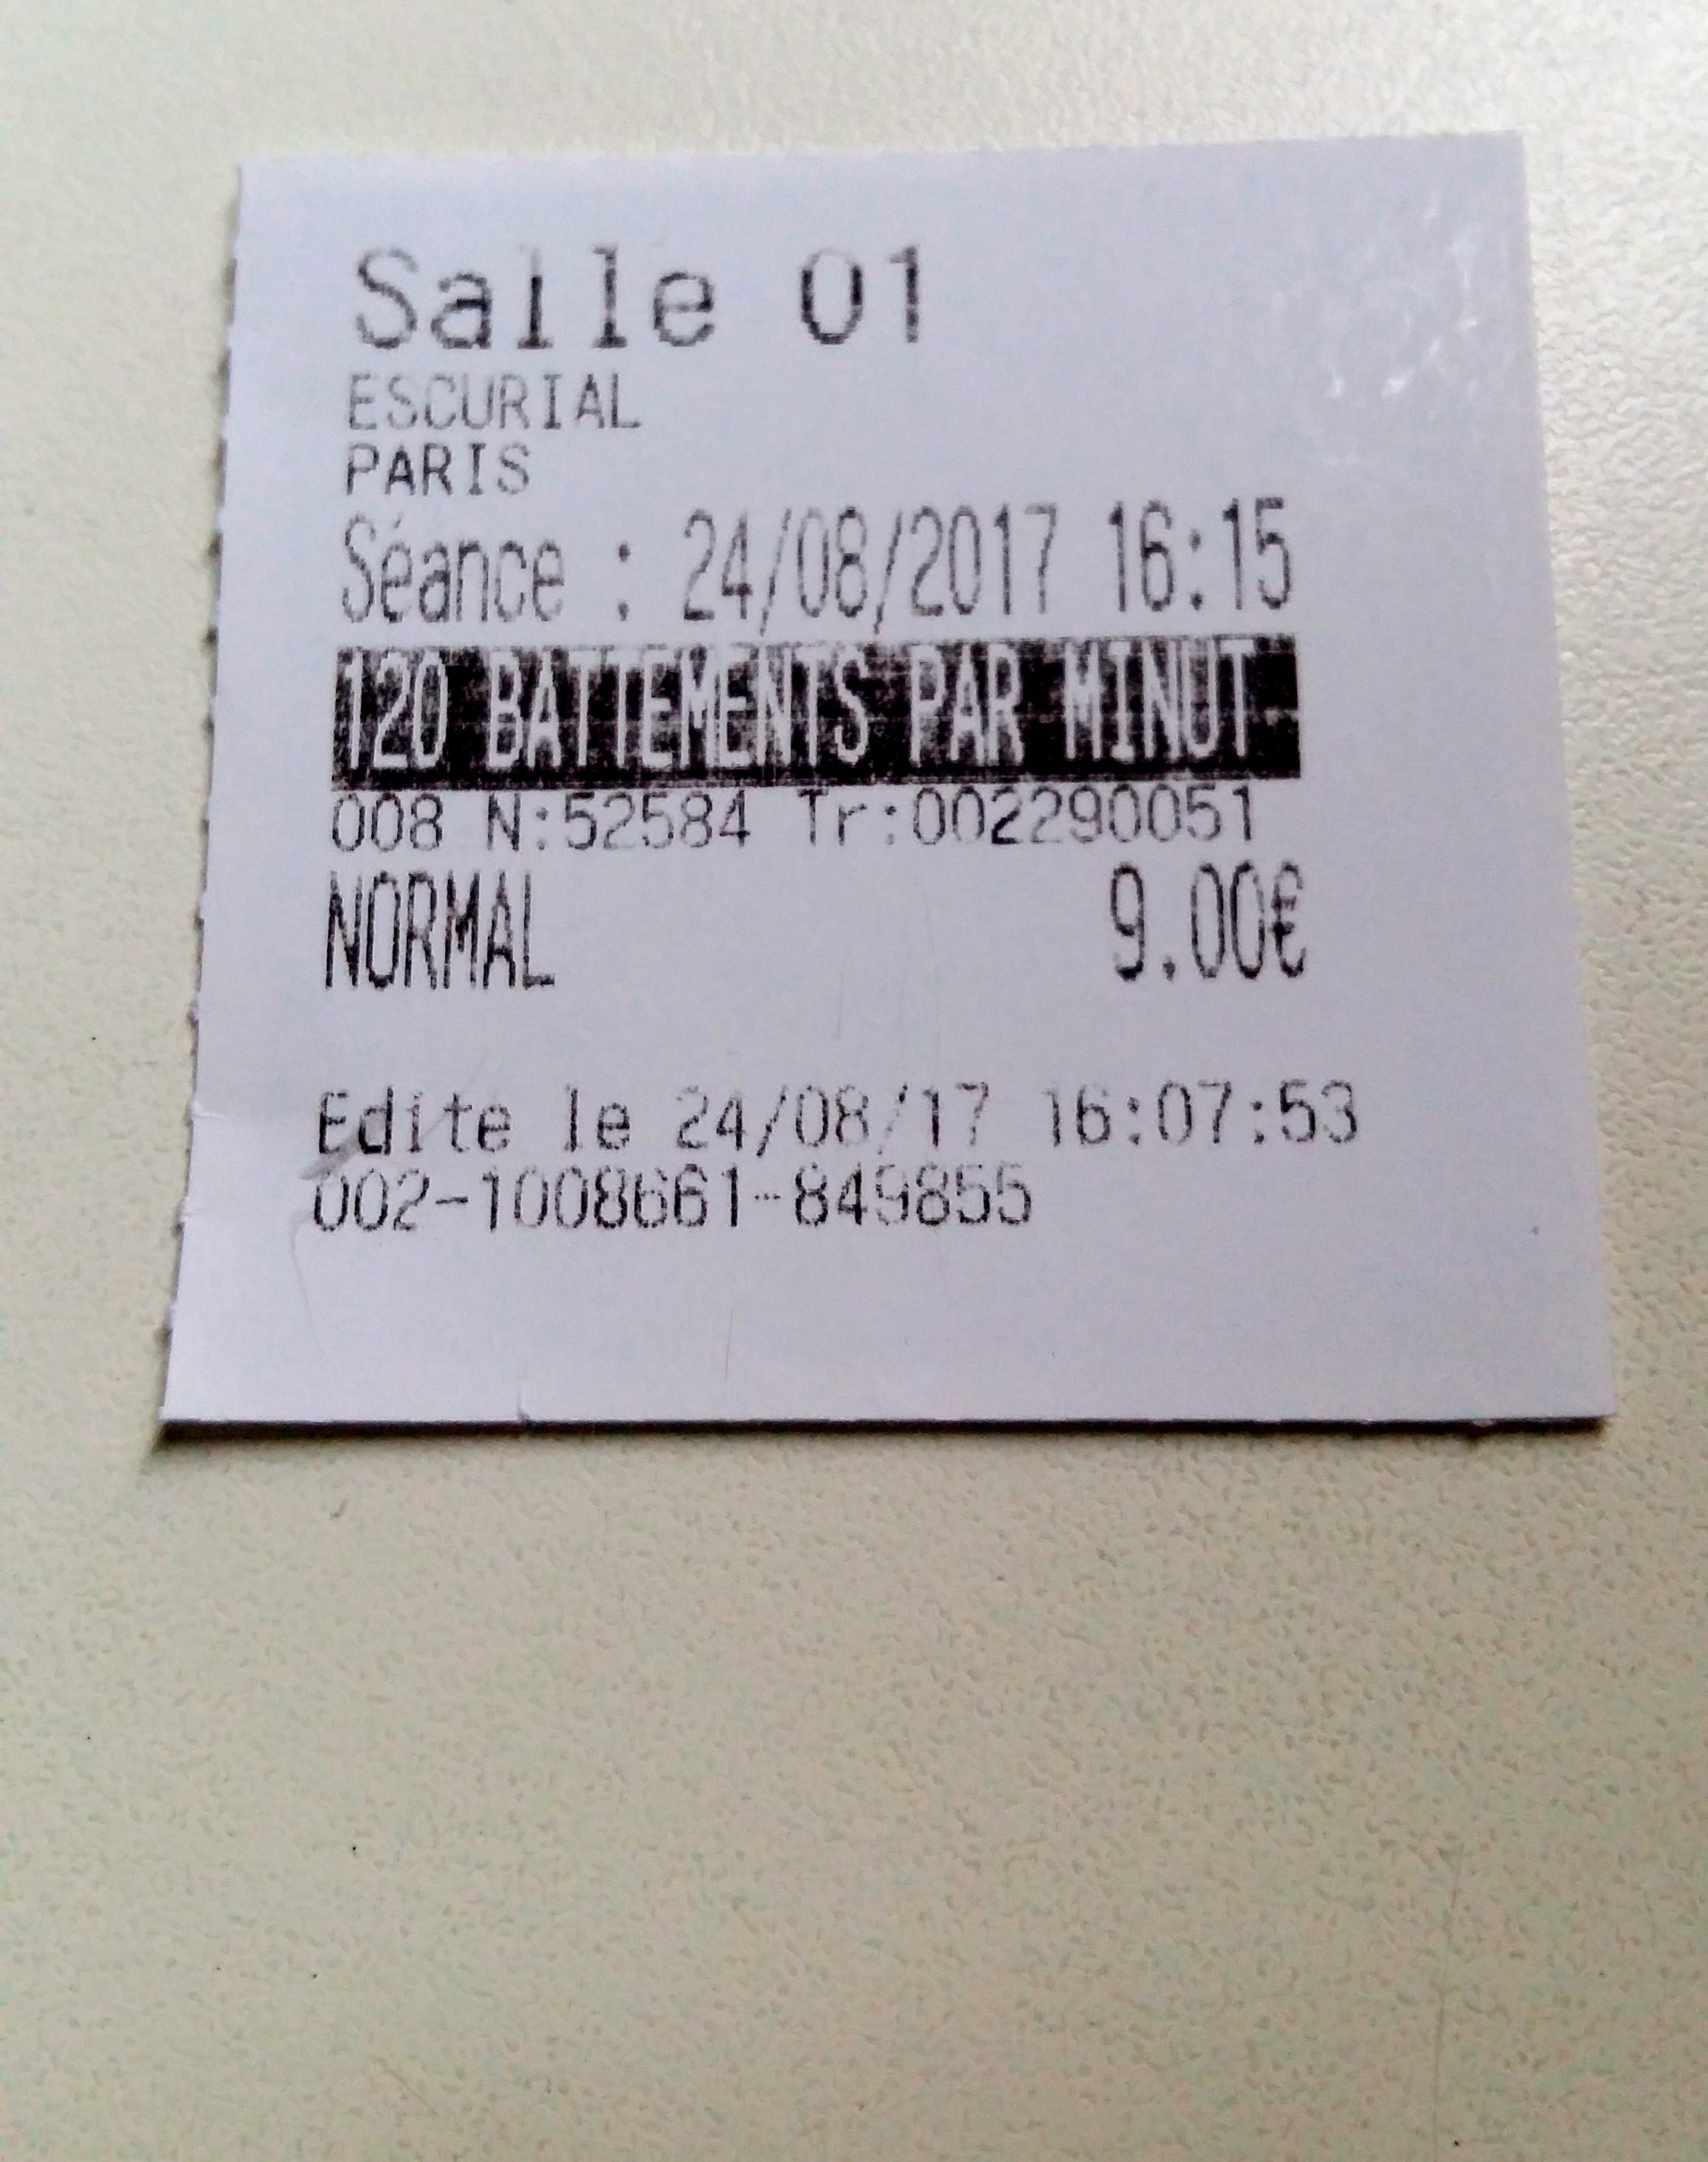 Salle 01
ESCURIAL
PARIS
Séance : 24/08/2017 16:15
120 BATTEMENTS PAR MINUT
008 N:52584 Tr:002290051
NORMAL 9.00€
Edite le 24/08/17 16:07:53
002-1008661-849855